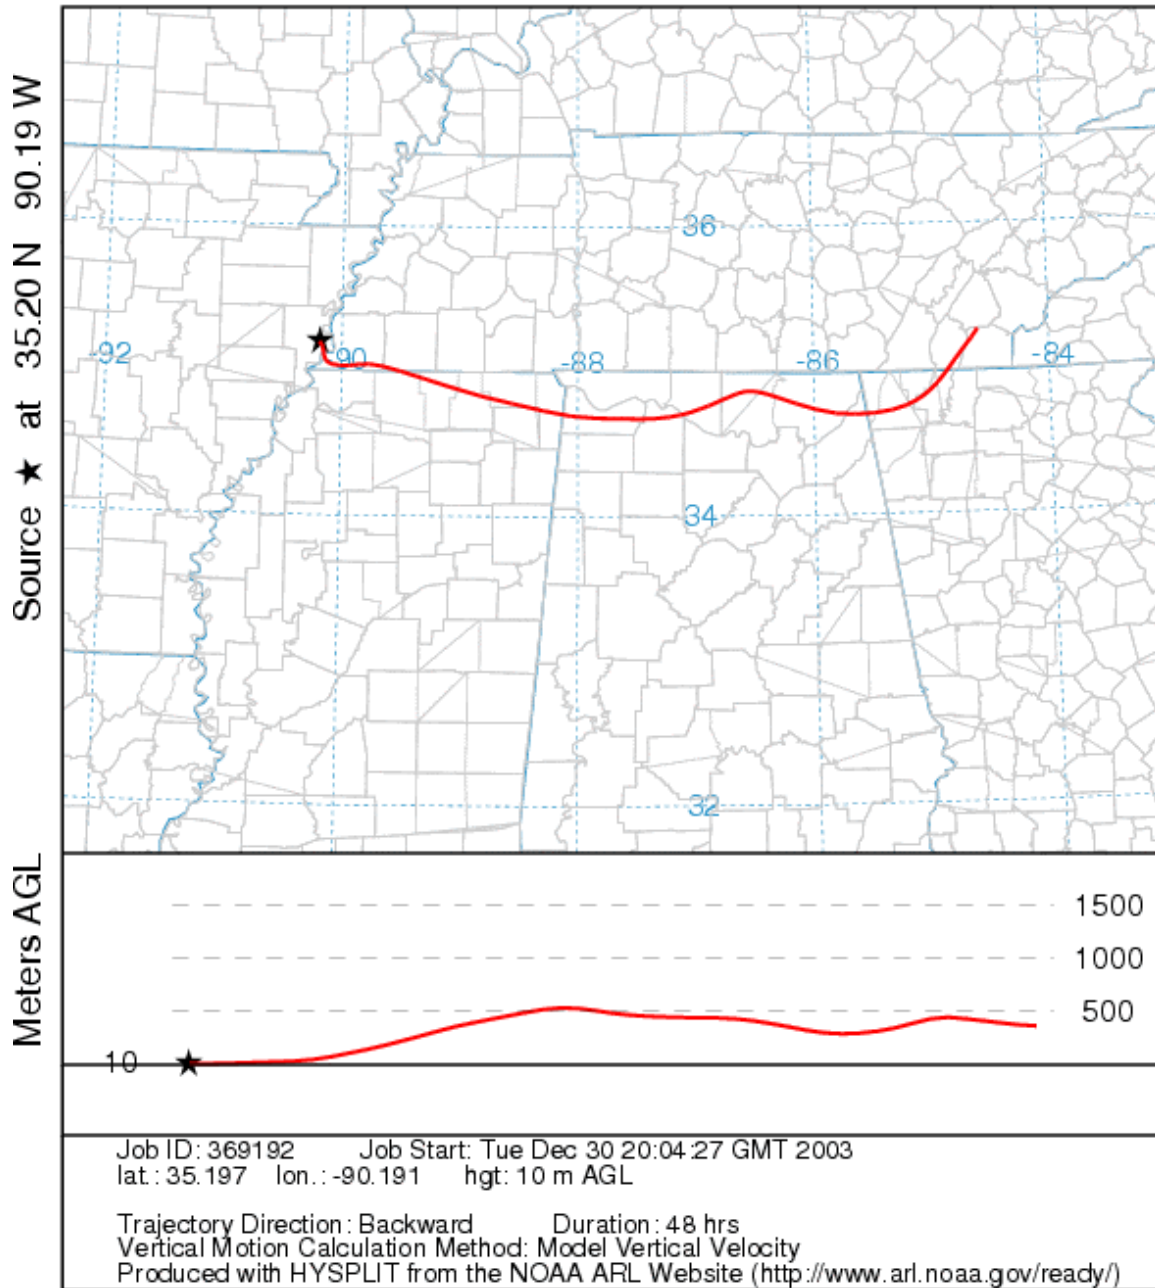 Source ★ at 35.20 N 90.19 W
36
-92
-90
-88
-86
-84
34
32
Meters AGL
1500
1000
500
10
Job ID: 369192 Job Start: Tue Dec 30 20:04:27 GMT 2003
lat.: 35.197 lon.: -90.191 hgt: 10 m AGL
Trajectory Direction: Backward Duration: 48 hrs
Vertical Motion Calculation Method: Model Vertical Velocity
Produced with HYSPLIT from the NOAA ARL Website (http://www.arl.noaa.gov/ready/)